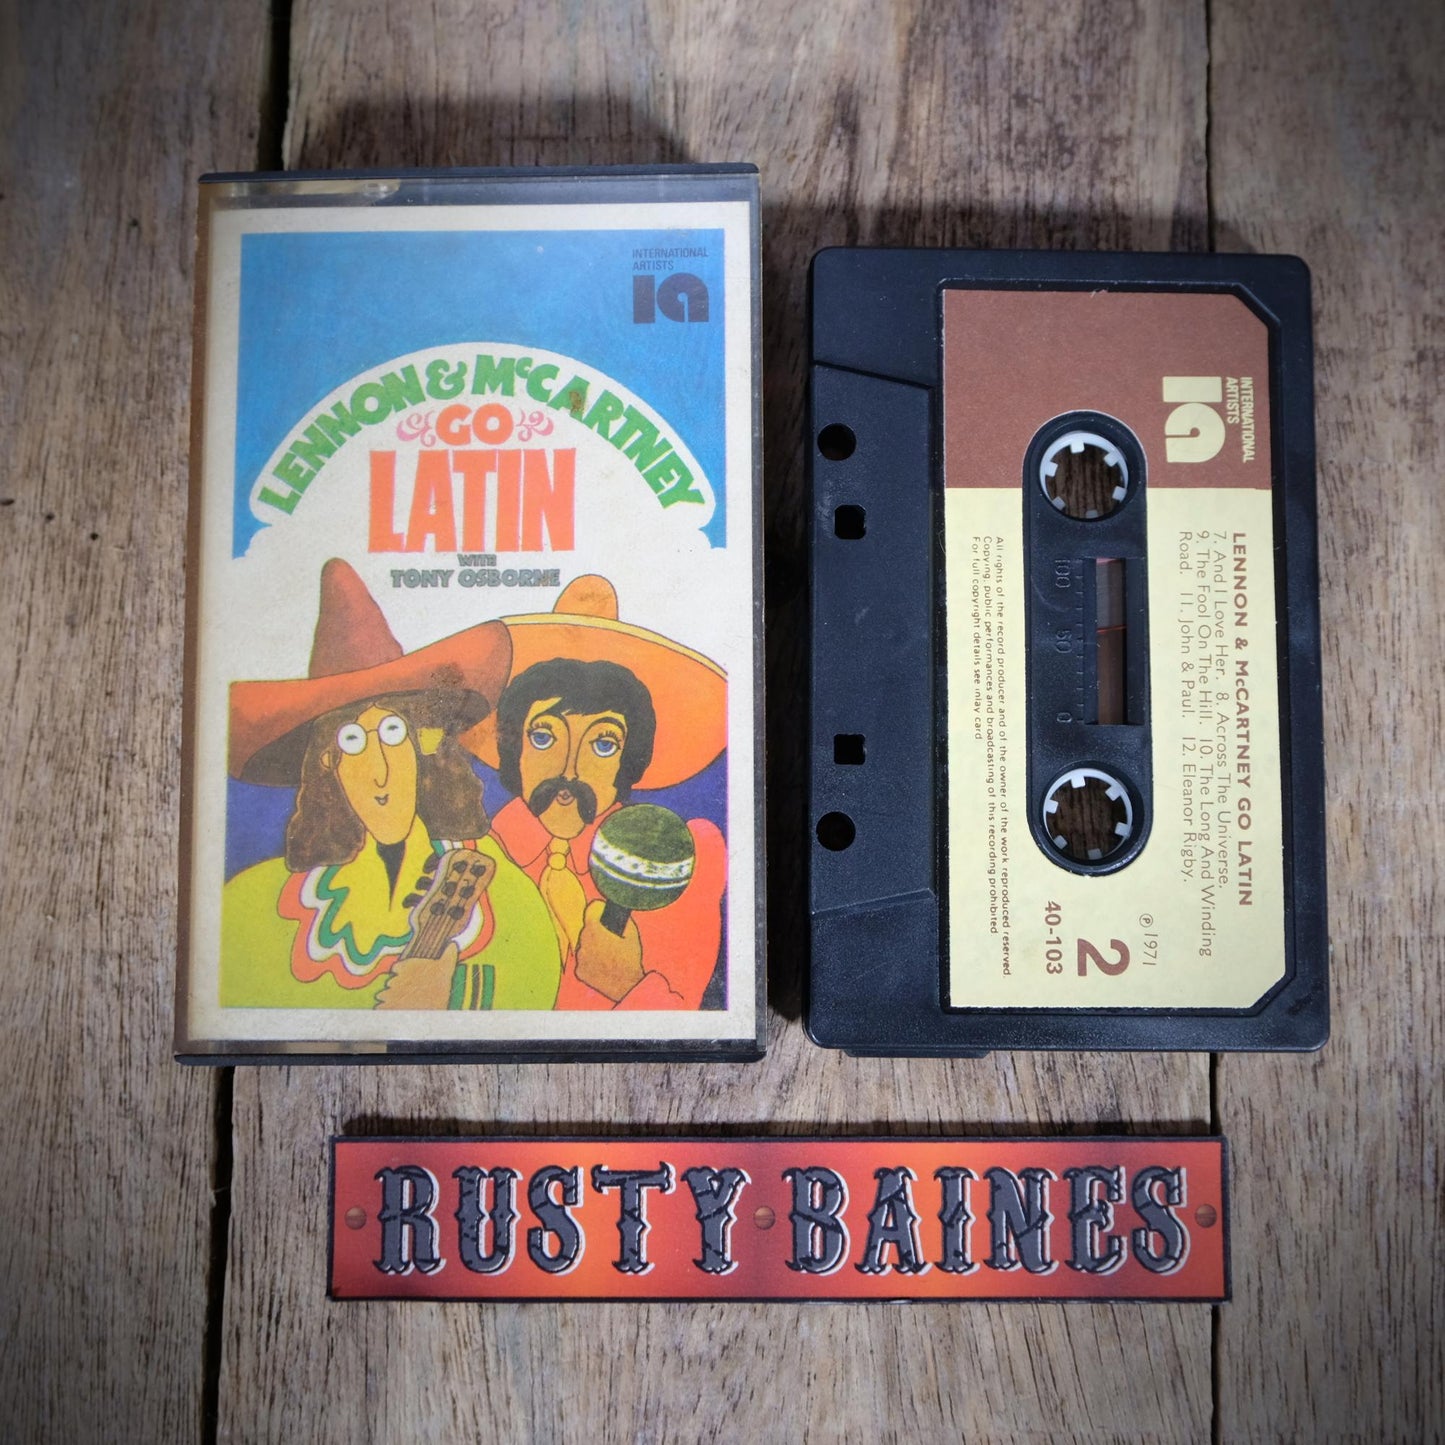 INTERNATIONAL
ARTISTS
ia
LENNON & McCARTNEY
GO
LATIN
WITH
TONY OSBORNE
INTERNATIONAL
ARTISTS
ia
LENNON & McCARTNEY GO LATIN
7. And I Love Her. 8. Across The Universe.
9. The Fool On The Hill. 10. The Long And Winding
Road. 11. John & Paul. 12. Eleanor Rigby.
℗ 1971
2
40-103
100 50 0
All rights of the record producer and of the owner of the work reproduced reserved.
Copying, public performances and broadcasting of this recording prohibited
For full copyright details see inlay card
RUSTY BAINES